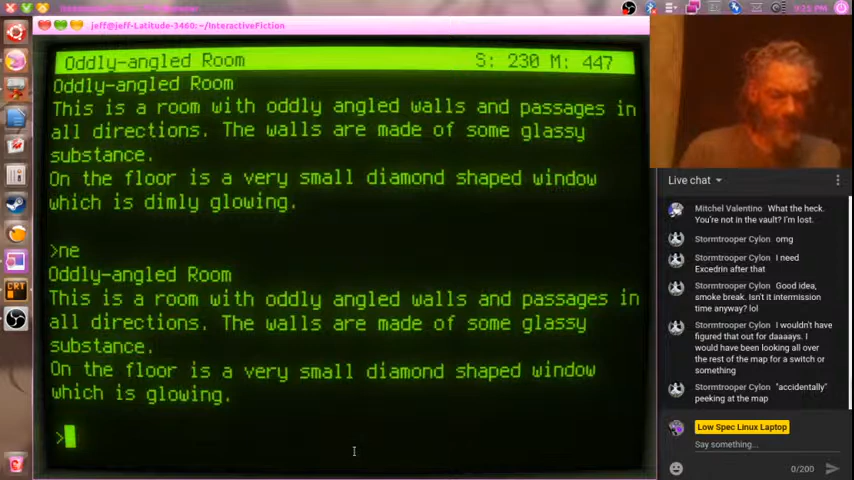 9:25 PM
jeff@jeff-Latitude-3460: ~/InteractiveFiction
Oddly-angled Room S: 230 M: 447
Oddly-angled Room
This is a room with oddly angled walls and passages in
all directions. The walls are made of some glassy
substance.
On the floor is a very small diamond shaped window
which is dimly glowing.
>ne
Oddly-angled Room
This is a room with oddly angled walls and passages in
all directions. The walls are made of some glassy
substance.
On the floor is a very small diamond shaped window
which is glowing.
>
CRT
Live chat
Mitchel Valentino What the heck.
You're not in the vault? I'm lost.
Stormtrooper Cylon omg
Stormtrooper Cylon I need
Excedrin after that
Stormtrooper Cylon Good idea,
smoke break. Isn't it intermission
time anyway? lol
Stormtrooper Cylon I wouldn't have
figured that out for daaaays. I
would have been looking all over
the rest of the map for a switch or
something
Stormtrooper Cylon "accidentally"
peeking at the map
Low Spec Linux Laptop
Say something...
0/200